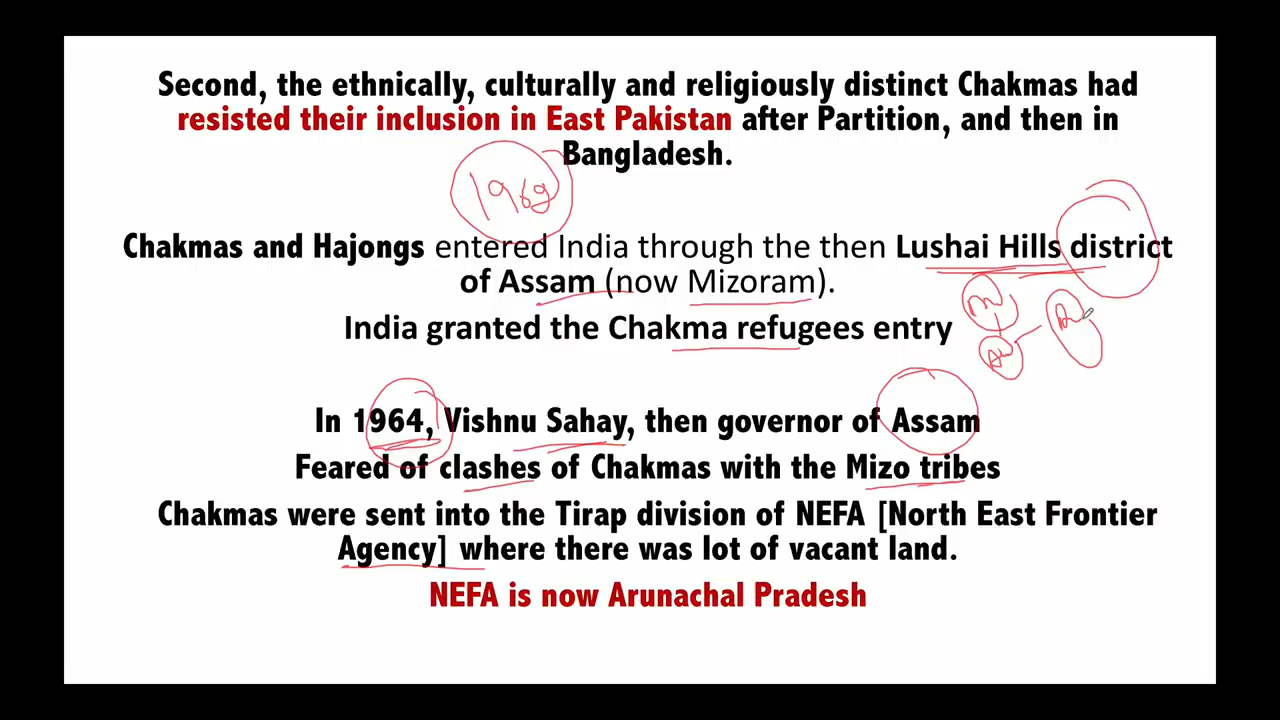 Second, the ethnically, culturally and religiously distinct Chakmas had
resisted their inclusion in East Pakistan after Partition, and then in
Bangladesh.
Chakmas and Hajongs entered India through the then Lushai Hills district
of Assam (now Mizoram).
India granted the Chakma refugees entry
In 1964, Vishnu Sahay, then governor of Assam
Feared of clashes of Chakmas with the Mizo tribes
Chakmas were sent into the Tirap division of NEFA [North East Frontier
Agency] where there was lot of vacant land.
NEFA is now Arunachal Pradesh